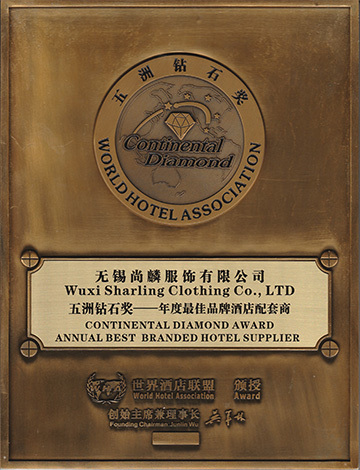 五洲钻石奖
Continental
Diamond
WORLD HOTEL ASSOCIATION
无锡尚麟服饰有限公司
Wuxi Sharling Clothing Co., LTD
五洲钻石奖——年度最佳品牌酒店配套商
CONTINENTAL DIAMOND AWARD
ANNUAL BEST BRANDED HOTEL SUPPLIER
WHA 世界酒店联盟 颁授
World Hotel Association Award
创始主席兼理事长
Founding Chairman Junlin Wu